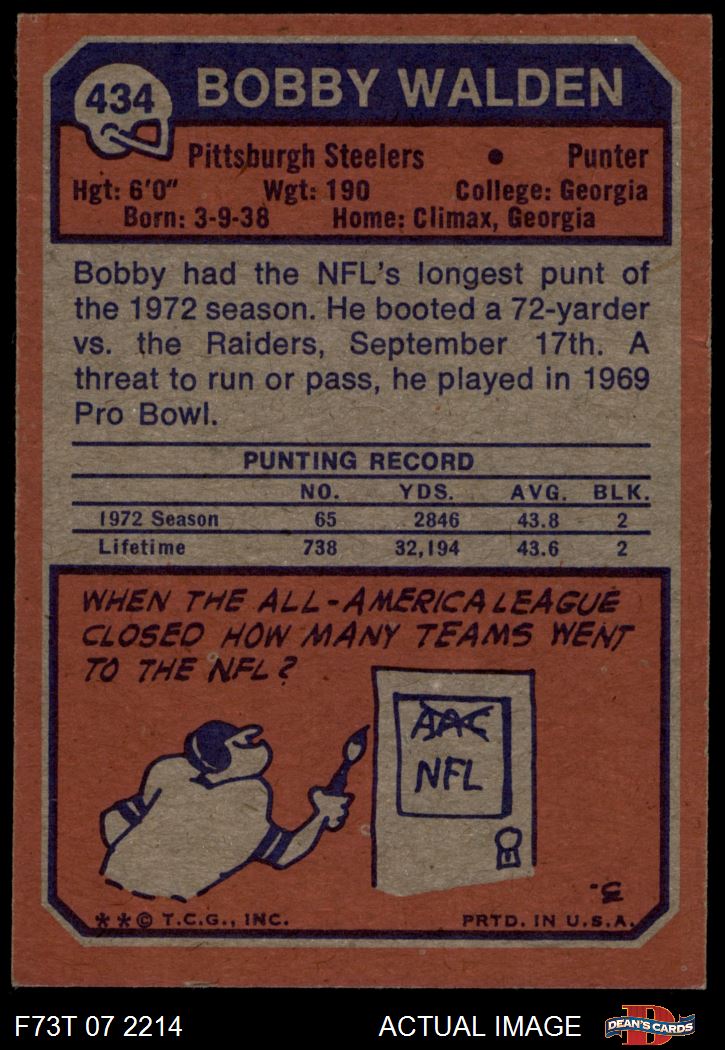 434
BOBBY WALDEN
Pittsburgh Steelers • Punter
Hgt: 6'0" Wgt: 190 College: Georgia
Born: 3-9-38 Home: Climax, Georgia
Bobby had the NFL's longest punt of
the 1972 season. He booted a 72-yarder
vs. the Raiders, September 17th. A
threat to run or pass, he played in 1969
Pro Bowl.
PUNTING RECORD
NO. YDS. AVG. BLK.
1972 Season 65 2846 43.8 2
Lifetime 738 32,194 43.6 2
WHEN THE ALL-AMERICA LEAGUE
CLOSED HOW MANY TEAMS WENT
TO THE NFL?
AAC
NFL
**© T.C.G., INC. PRTD. IN U.S.A.
F73T 07 2214 ACTUAL IMAGE
DEAN'S CARDS